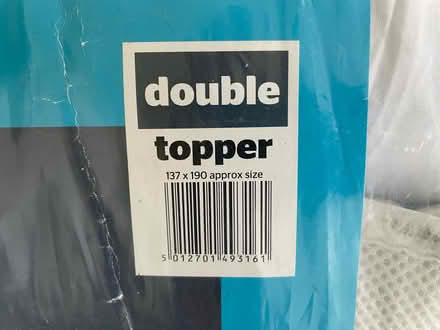 double
topper
137 x 190 approx size
5 012701 493161